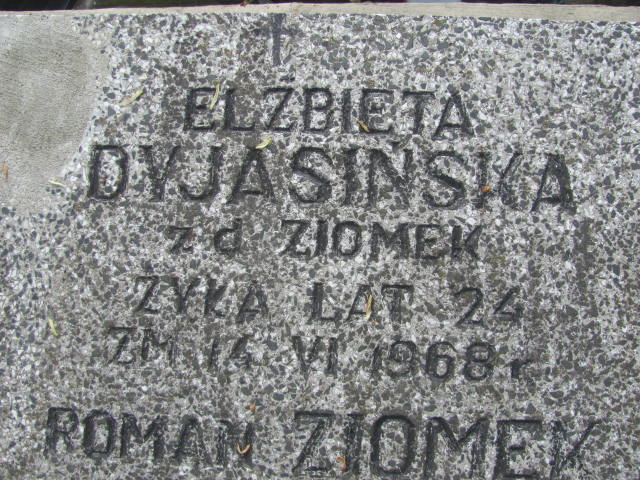 ELŻBIETA
DYJASIŃSKA
z d ZIOMEK
ŻYŁA LAT 24
ZM 14 VI 1968 r
ROMAN ZIOMEK